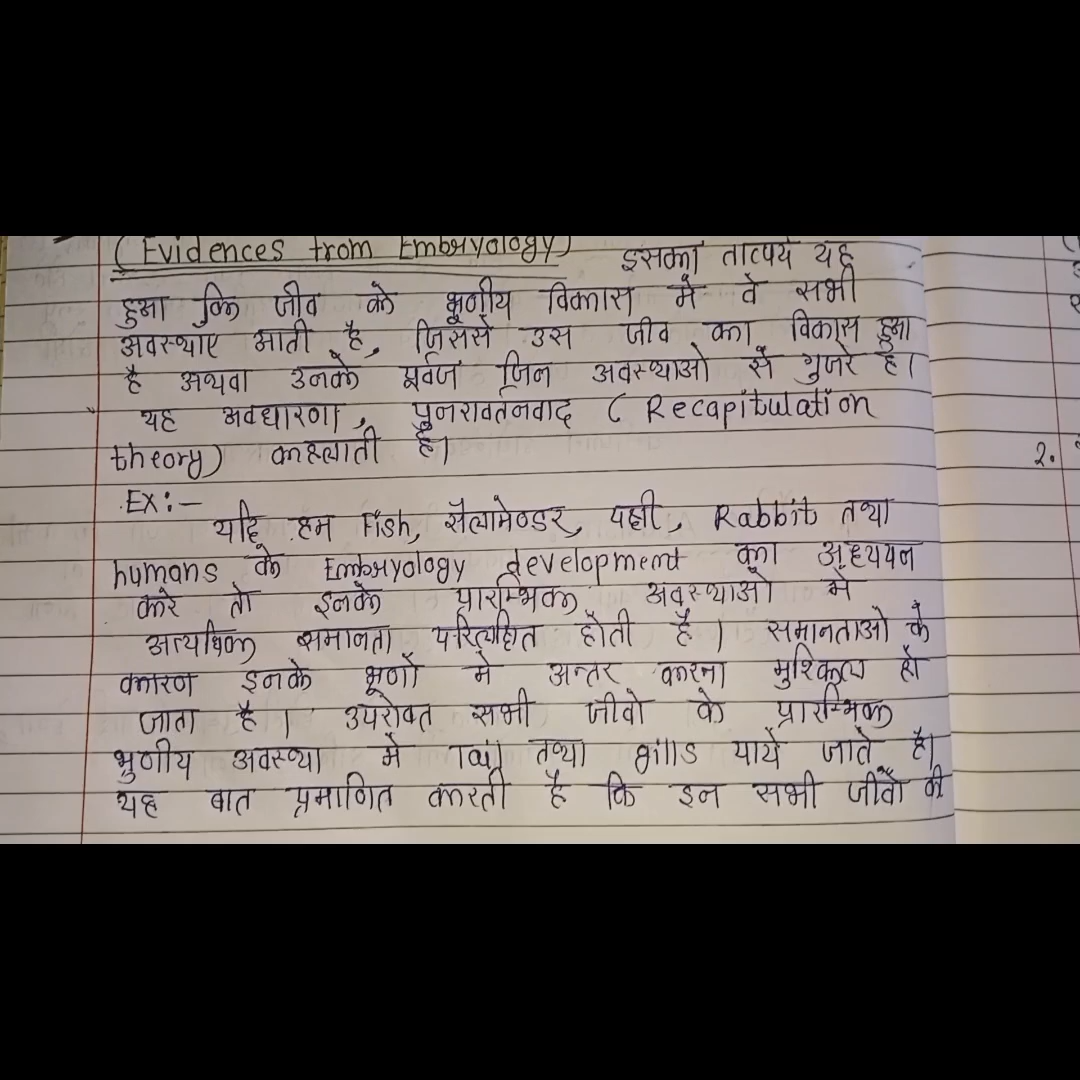 (Evidences from Embryology) इसका तात्पर्य यह
हुआ कि जीव के भ्रूणीय विकास में वे सभी
अवस्थाए आती है, जिससे उस जीव का विकास हुआ
है अथवा उनके पूर्वज जिन अवस्थाओ से गुजरे है।
यह अवधारणा, पुनरावर्तनवाद ( Recapitulation
theory) कहलाती है।
EX:-
यदि हम Fish, सैलामेण्डर, पक्षी, Rabbit तथा
humans के Embryology development का अध्ययन
करे तो इनके प्रारम्भिक अवस्थाओ में
अत्यधिक समानता परिलक्षित होती है। समानताओ के
कारण इनके भ्रूणों मे अन्तर करना मुश्किल हो
जाता है। उपरोक्त सभी जीवो के प्रारम्भिक
भ्रुणीय अवस्था मे Tail तथा gills पाये जाते है।
यह बात प्रमाणित करती है कि इन सभी जीवों की
2.